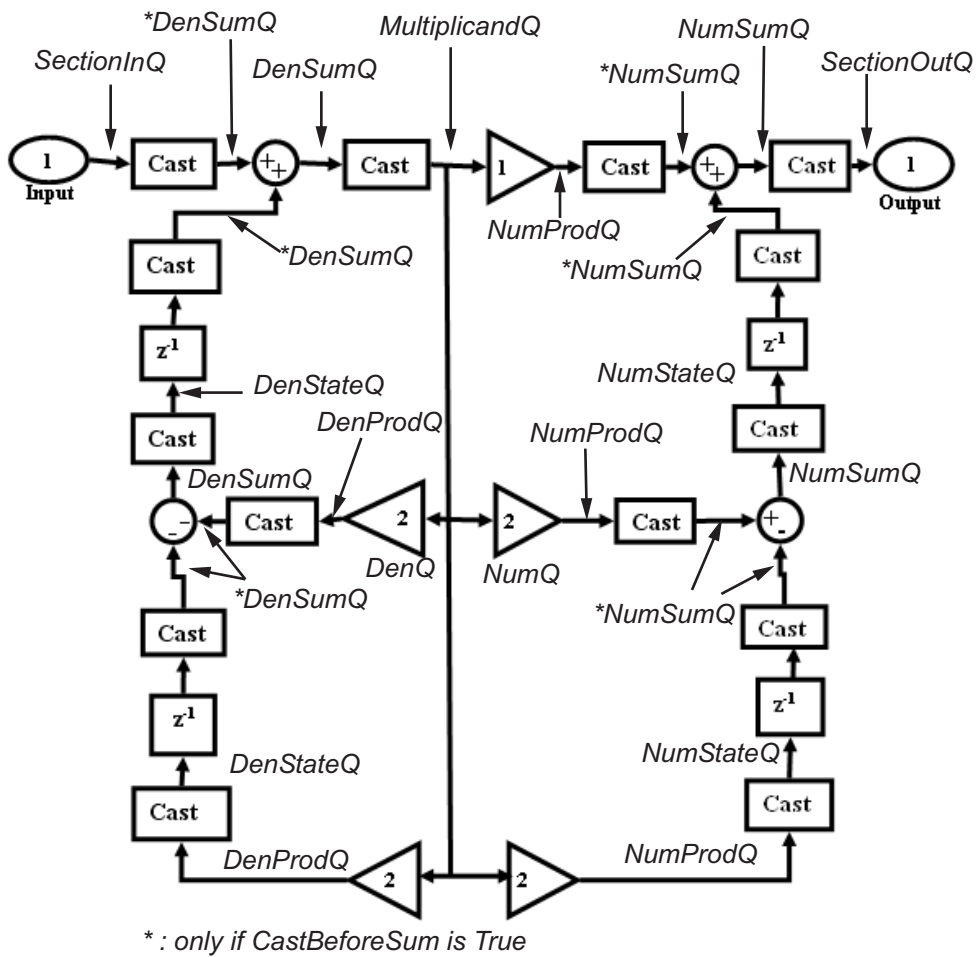 *DenSumQ
MultiplicandQ
NumSumQ
SectionInQ
DenSumQ
*NumSumQ
SectionOutQ
1
Cast
++
Cast
1
Cast
++
Cast
1
Input
Output
NumProdQ
*DenSumQ
*NumSumQ
Cast
Cast
z-1
z-1
DenStateQ
NumStateQ
DenProdQ
NumProdQ
Cast
Cast
DenSumQ
NumSumQ
- -
Cast
2
2
Cast
+ -
DenQ
NumQ
*DenSumQ
*NumSumQ
Cast
Cast
z-1
z-1
DenStateQ
NumStateQ
Cast
Cast
DenProdQ
NumProdQ
2
2
* : only if CastBeforeSum is True